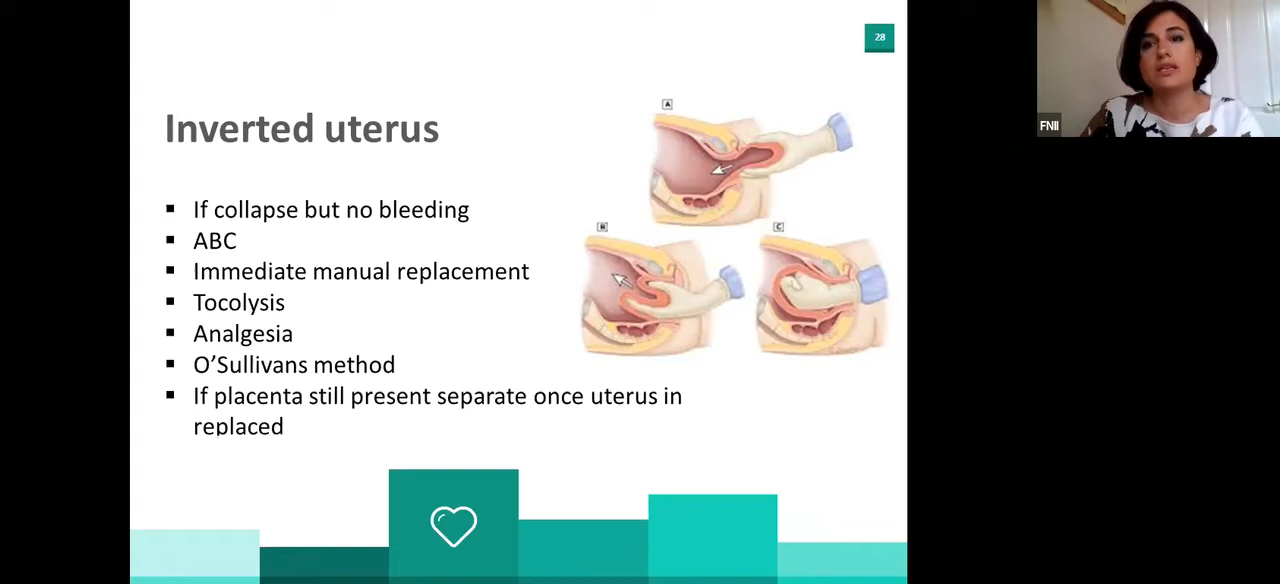 28
Inverted uterus
A
▪ If collapse but no bleeding
▪ ABC
▪ Immediate manual replacement
▪ Tocolysis
▪ Analgesia
▪ O’Sullivans method
▪ If placenta still present separate once uterus in
replaced
B
C
FNII